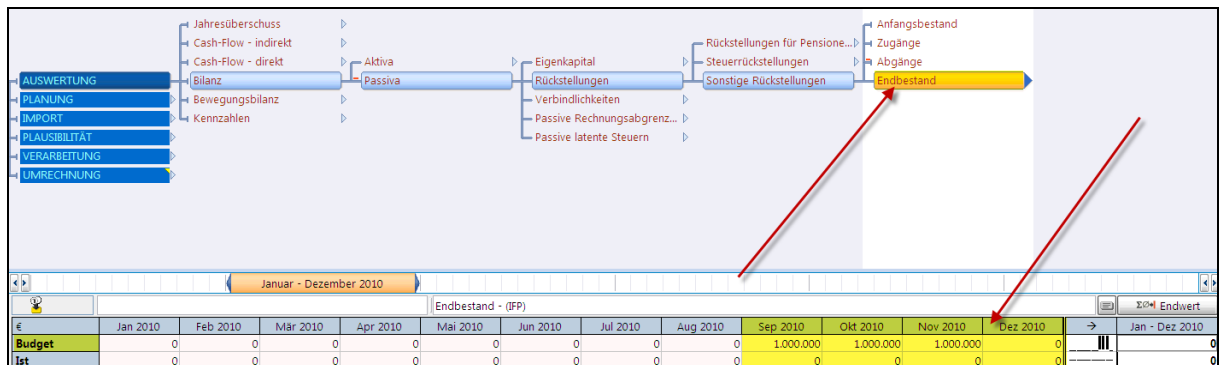 Jahresüberschuss
Anfangsbestand
Cash-Flow - indirekt
Rückstellungen für Pensione...
Zugänge
Cash-Flow - direkt
Aktiva
Eigenkapital
Steuerrückstellungen
Abgänge
AUSWERTUNG
Bilanz
Passiva
Rückstellungen
Sonstige Rückstellungen
Endbestand
PLANUNG
Bewegungsbilanz
Verbindlichkeiten
IMPORT
Kennzahlen
Passive Rechnungsabgrenz...
PLAUSIBILITÄT
Passive latente Steuern
VERARBEITUNG
UMRECHNUNG
Januar - Dezember 2010
Endbestand - (IFP) ΣØ Endwert
€ Jan 2010 Feb 2010 Mär 2010 Apr 2010 Mai 2010 Jun 2010 Jul 2010 Aug 2010 Sep 2010 Okt 2010 Nov 2010 Dez 2010 → Jan - Dez 2010
Budget 0 0 0 0 0 0 0 0 1.000.000 1.000.000 1.000.000 0 0
Ist 0 0 0 0 0 0 0 0 0 0 0 0 0